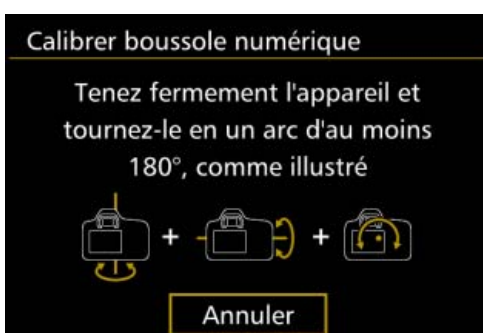 Calibrer boussole numérique
Tenez fermement l'appareil et
tournez-le en un arc d'au moins
180°, comme illustré
+ +
Annuler